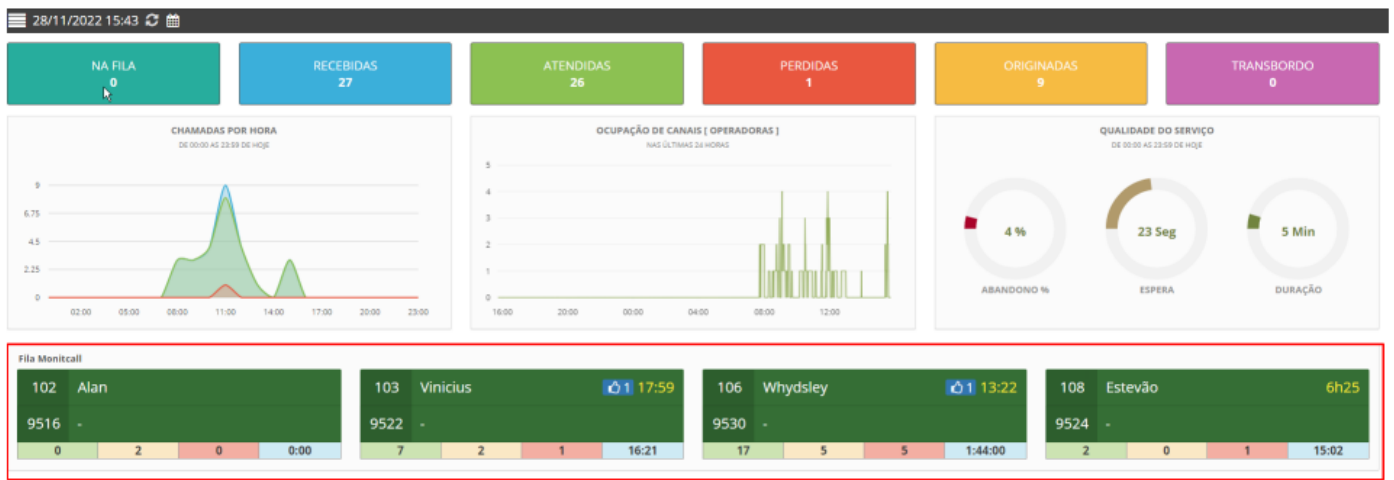 28/11/2022 15:43
NA FILA
0
RECEBIDAS
27
ATENDIDAS
26
PERDIDAS
1
ORIGINADAS
9
TRANSBORDO
0
CHAMADAS POR HORA
DE 00:00 AS 23:59 DE HOJE
9
6.75
4.5
2.25
0
02:00 05:00 08:00 11:00 14:00 17:00 20:00 23:00
OCUPAÇÃO DE CANAIS [ OPERADORAS ]
NAS ÚLTIMAS 24 HORAS
5
4
3
2
1
0
16:00 20:00 00:00 04:00 08:00 12:00
QUALIDADE DO SERVIÇO
DE 00:00 AS 23:59 DE HOJE
4 % 23 Seg 5 Min
ABANDONO % ESPERA DURAÇÃO
Fila Monitcall
102 Alan
9516 -
0 2 0 0:00
103 Vinicius 1 17:59
9522 -
7 2 1 16:21
106 Whydsley 1 13:22
9530 -
17 5 5 1:44:00
108 Estevão 6h25
9524 -
2 0 1 15:02